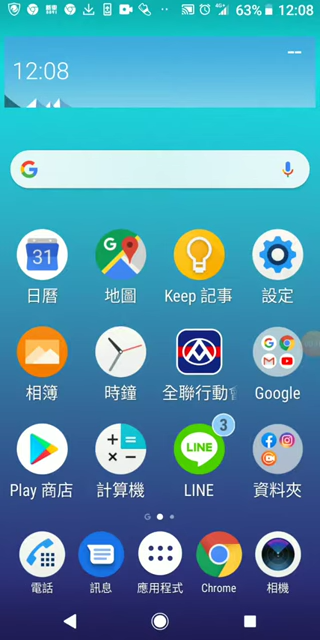 63% 12:08
12:08
--
日曆 地圖 Keep 記事 設定
相簿 時鐘 全聯行動 Google
3
Play 商店 計算機 LINE 資料夾
電話 訊息 應用程式 Chrome 相機